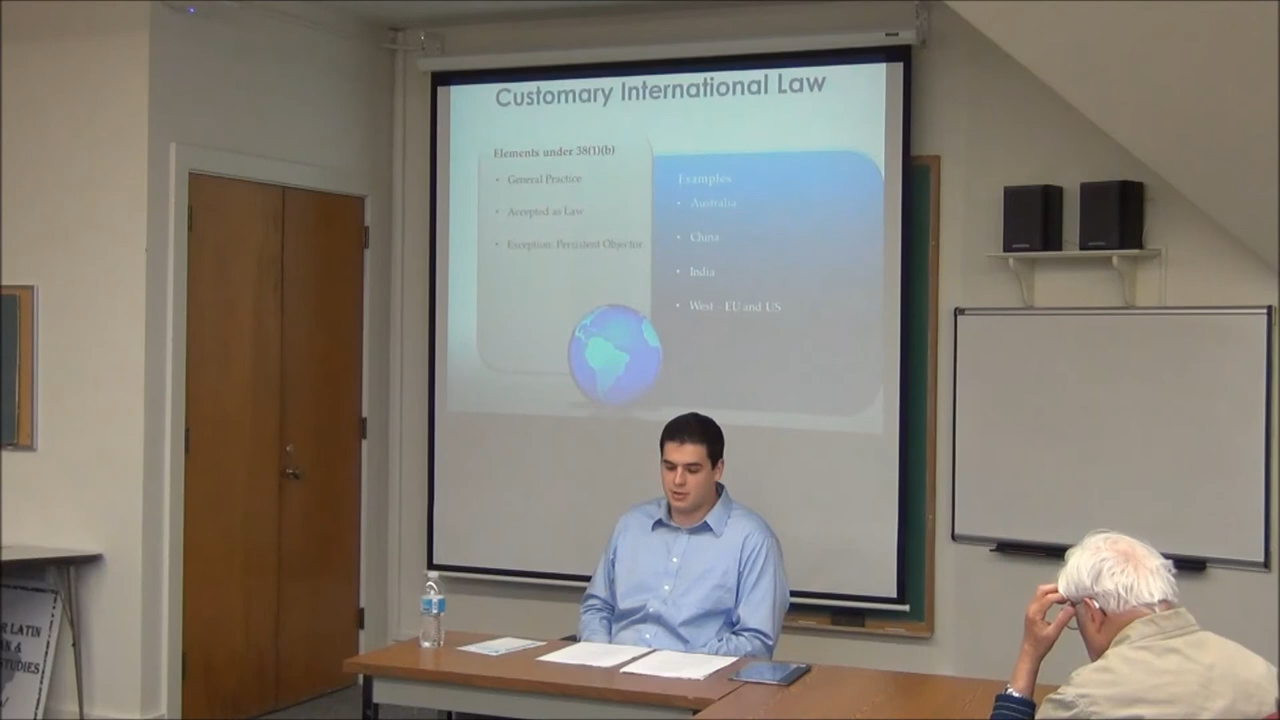 Customary International Law
Elements under 38(1)(b)
• General Practice
• Accepted as Law
• Exception: Persistent Objector
Examples
• Australia
• China
• India
• West – EU and US
R LATIN
&
STUDIES